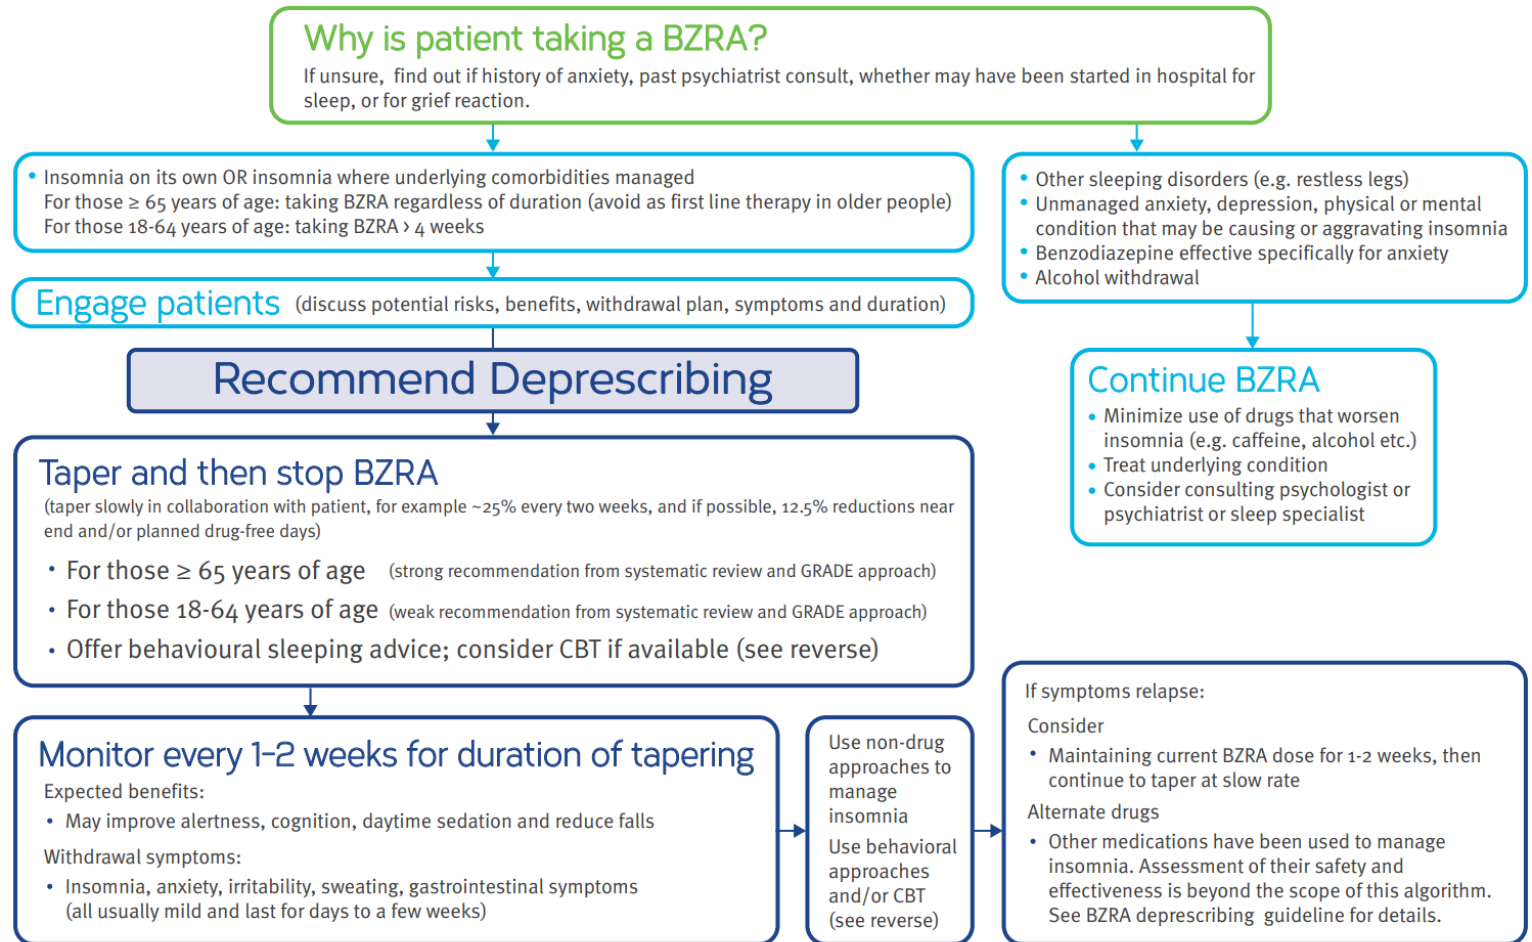 Why is patient taking a BZRA?
If unsure, find out if history of anxiety, past psychiatrist consult, whether may have been started in hospital for
sleep, or for grief reaction.
• Insomnia on its own OR insomnia where underlying comorbidities managed
For those ≥ 65 years of age: taking BZRA regardless of duration (avoid as first line therapy in older people)
For those 18-64 years of age: taking BZRA > 4 weeks
• Other sleeping disorders (e.g. restless legs)
• Unmanaged anxiety, depression, physical or mental
condition that may be causing or aggravating insomnia
• Benzodiazepine effective specifically for anxiety
• Alcohol withdrawal
Engage patients (discuss potential risks, benefits, withdrawal plan, symptoms and duration)
Recommend Deprescribing
Continue BZRA
• Minimize use of drugs that worsen
insomnia (e.g. caffeine, alcohol etc.)
• Treat underlying condition
• Consider consulting psychologist or
psychiatrist or sleep specialist
Taper and then stop BZRA
(taper slowly in collaboration with patient, for example ~25% every two weeks, and if possible, 12.5% reductions near
end and/or planned drug-free days)
• For those ≥ 65 years of age (strong recommendation from systematic review and GRADE approach)
• For those 18-64 years of age (weak recommendation from systematic review and GRADE approach)
• Offer behavioural sleeping advice; consider CBT if available (see reverse)
Monitor every 1-2 weeks for duration of tapering
Expected benefits:
• May improve alertness, cognition, daytime sedation and reduce falls
Withdrawal symptoms:
• Insomnia, anxiety, irritability, sweating, gastrointestinal symptoms
(all usually mild and last for days to a few weeks)
Use non-drug
approaches to
manage
insomnia
Use behavioral
approaches
and/or CBT
(see reverse)
If symptoms relapse:
Consider
• Maintaining current BZRA dose for 1-2 weeks, then
continue to taper at slow rate
Alternate drugs
• Other medications have been used to manage
insomnia. Assessment of their safety and
effectiveness is beyond the scope of this algorithm.
See BZRA deprescribing guideline for details.